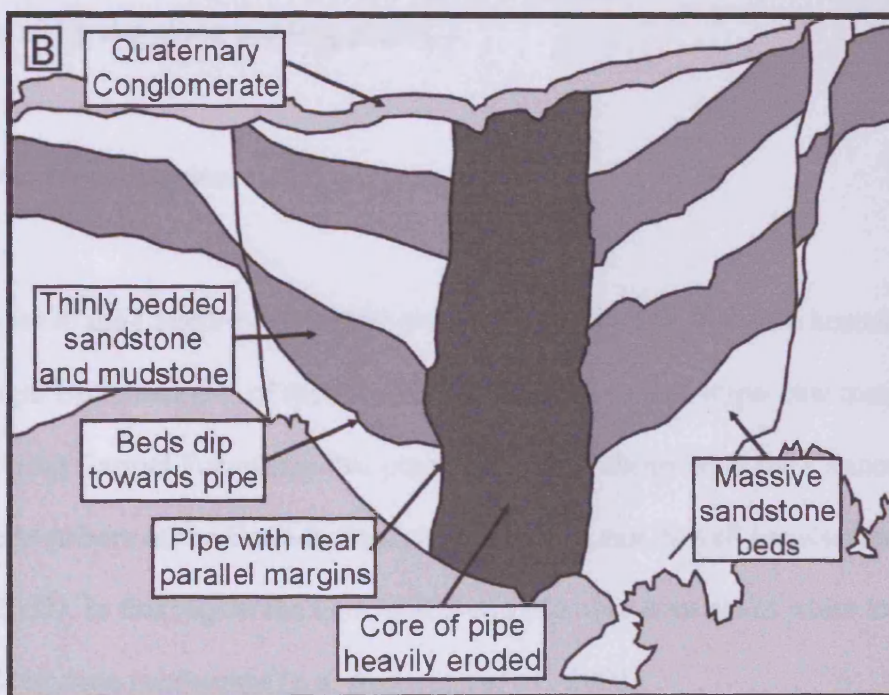 B
Quaternary
Conglomerate
Thinly bedded
sandstone
and mudstone
Beds dip
towards pipe
Pipe with near
parallel margins
Core of pipe
heavily eroded
Massive
sandstone
beds